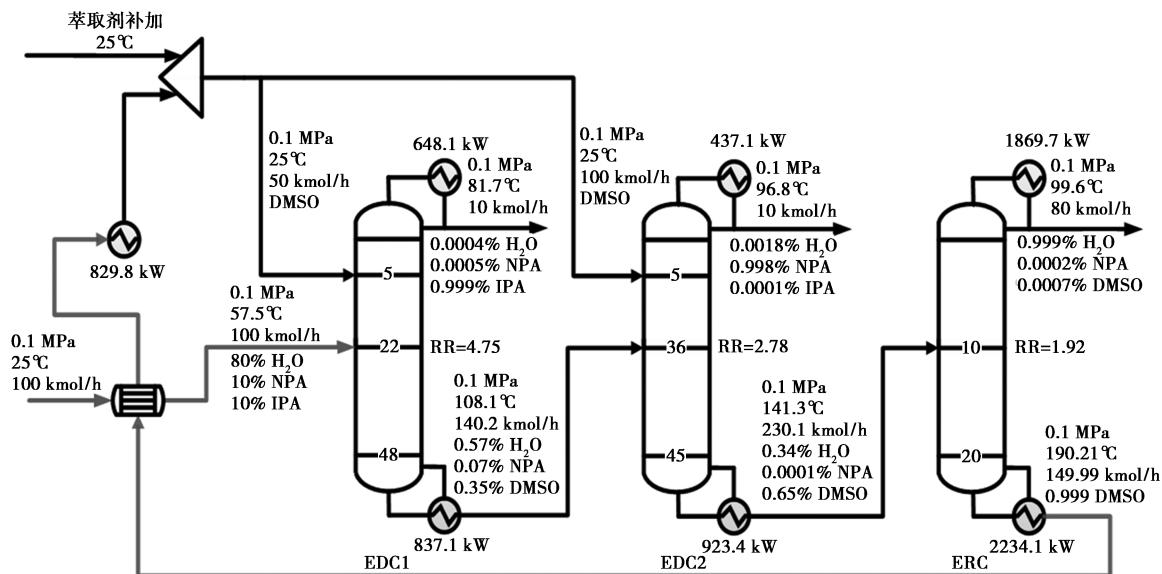 萃取剂补加
25℃
829.8 kW
0.1 MPa
25℃
100 kmol/h
0.1 MPa
57.5℃
100 kmol/h
80% H₂O
10% NPA
10% IPA
0.1 MPa
25℃
50 kmol/h
DMSO
648.1 kW
0.1 MPa
81.7℃
10 kmol/h
0.0004% H₂O
0.0005% NPA
0.999% IPA
5
22
48
RR=4.75
0.1 MPa
108.1℃
140.2 kmol/h
0.57% H₂O
0.07% NPA
0.35% DMSO
837.1 kW
EDC1
0.1 MPa
25℃
100 kmol/h
DMSO
437.1 kW
0.1 MPa
96.8℃
10 kmol/h
0.0018% H₂O
0.998% NPA
0.0001% IPA
5
36
45
RR=2.78
0.1 MPa
141.3℃
230.1 kmol/h
0.34% H₂O
0.0001% NPA
0.65% DMSO
923.4 kW
EDC2
1869.7 kW
0.1 MPa
99.6℃
80 kmol/h
0.999% H₂O
0.0002% NPA
0.0007% DMSO
10
20
RR=1.92
0.1 MPa
190.21℃
149.99 kmol/h
0.999 DMSO
2234.1 kW
ERC